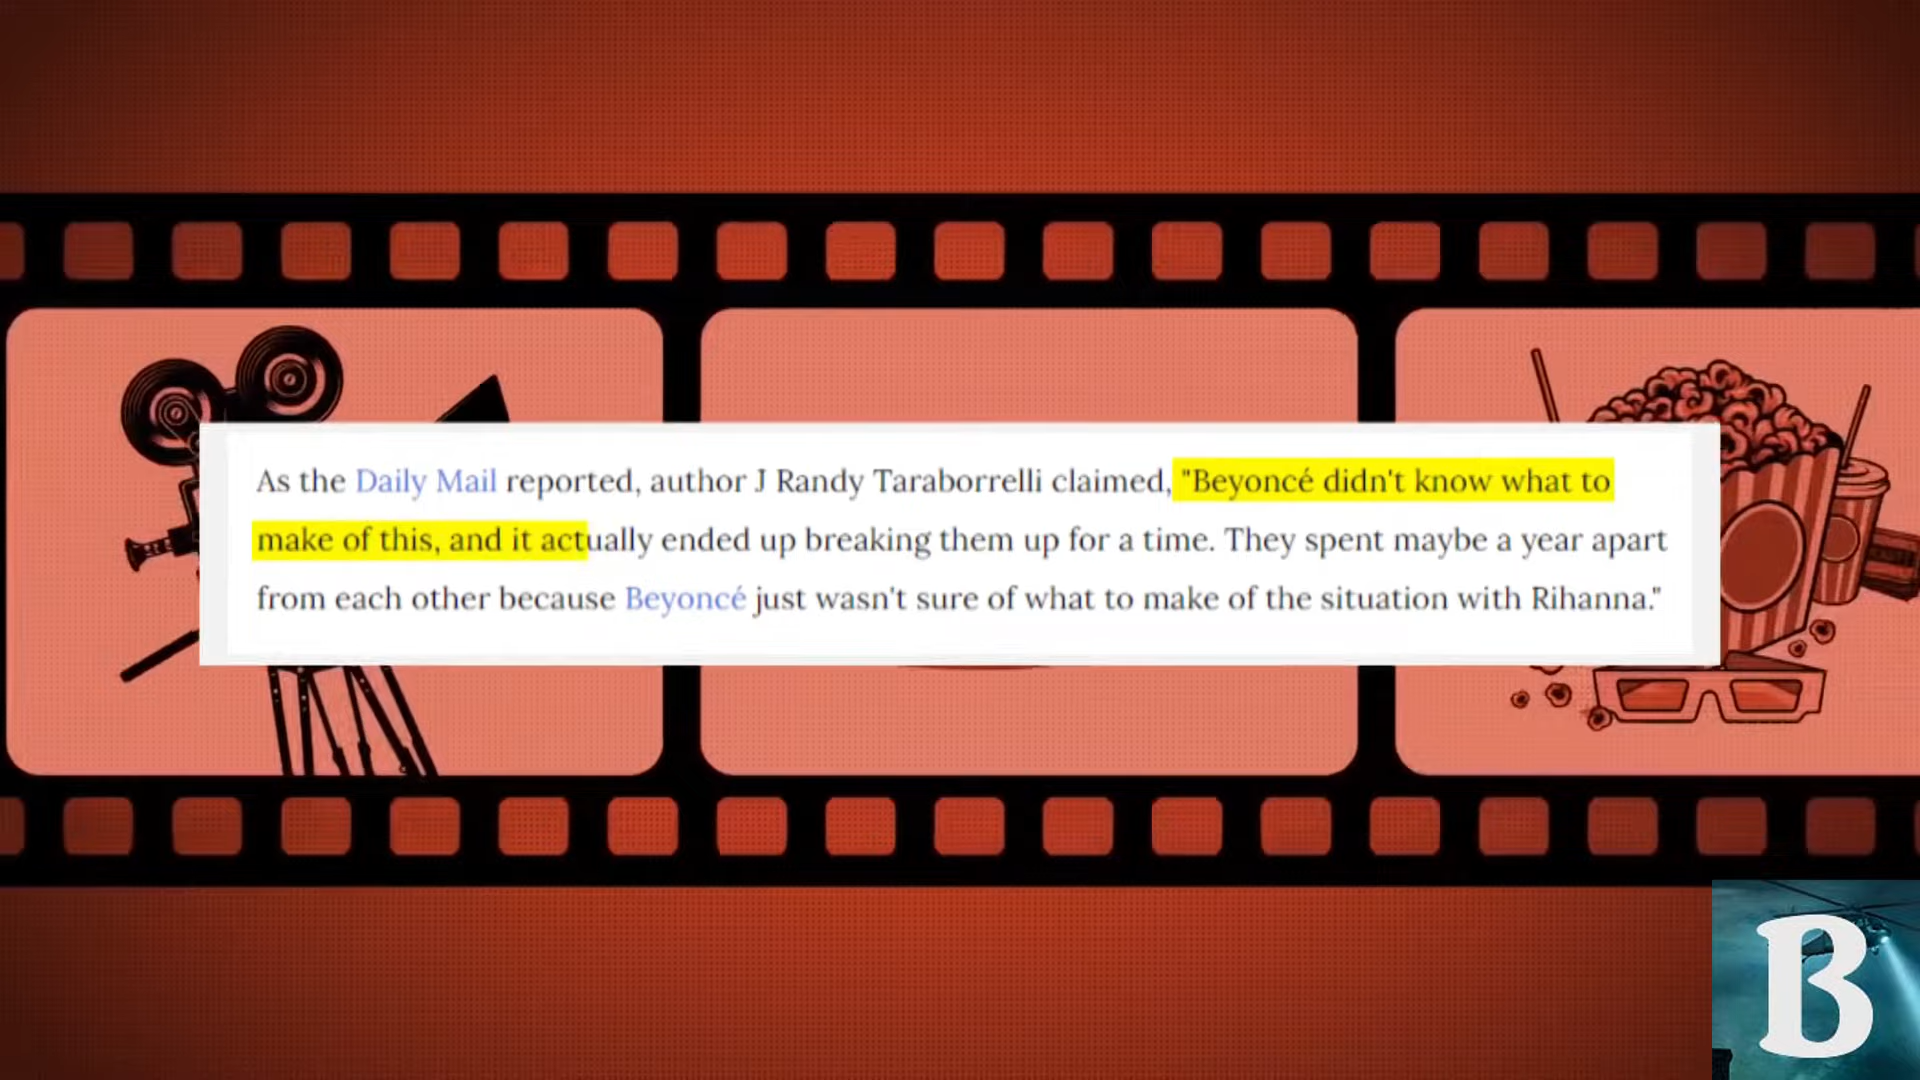 As the Daily Mail reported, author J Randy Taraborrelli claimed, "Beyoncé didn't know what to
make of this, and it actually ended up breaking them up for a time. They spent maybe a year apart
from each other because Beyoncé just wasn't sure of what to make of the situation with Rihanna."
B